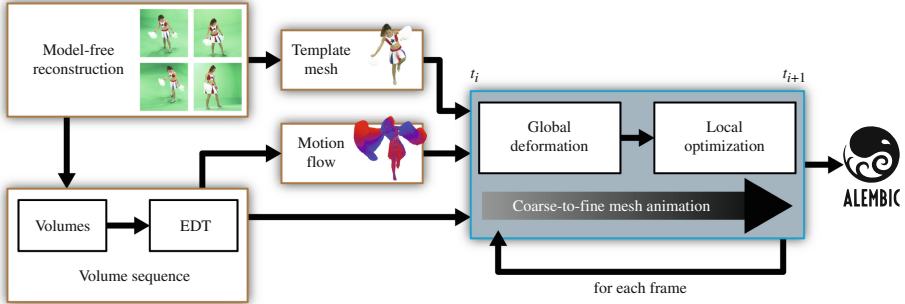 Model-free
reconstruction
Template
mesh
t_i
t_{i+1}
Global
deformation
Local
optimization
Motion
flow
ALEMBIC
Coarse-to-fine mesh animation
Volumes
EDT
Volume sequence
for each frame